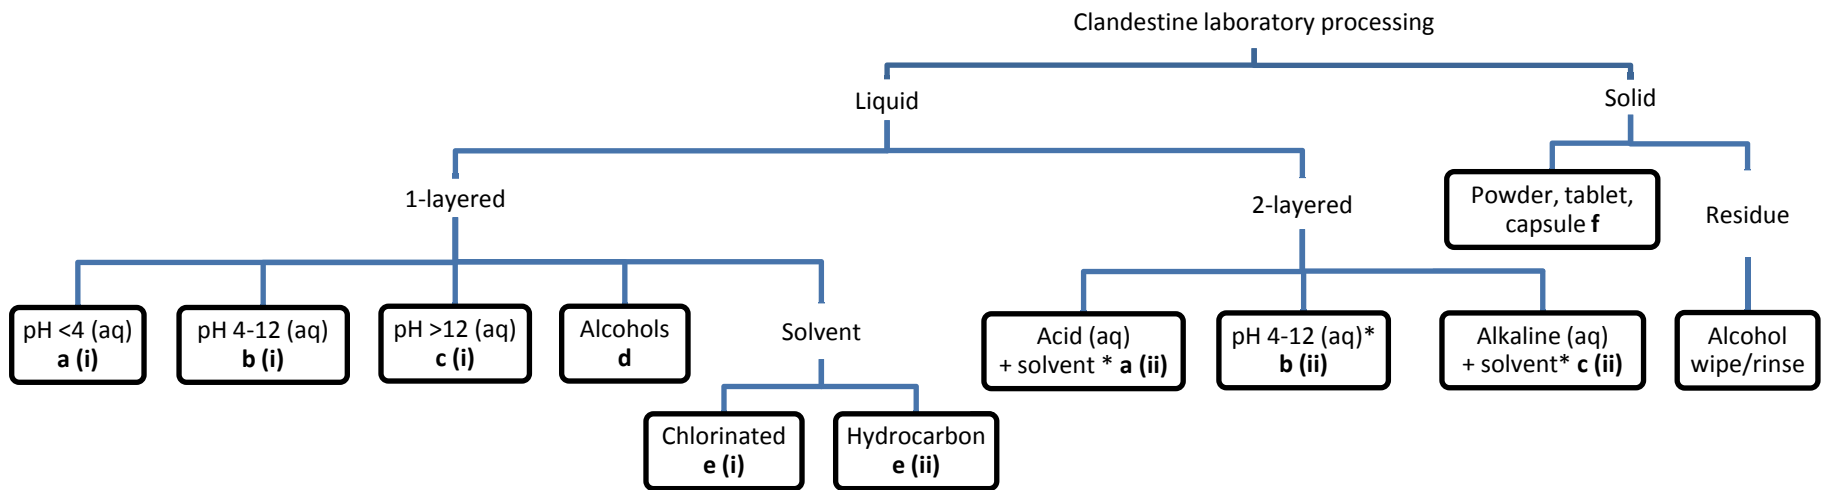 Clandestine laboratory processing
Liquid
Solid
1-layered
2-layered
Powder, tablet,
capsule f
Residue
pH <4 (aq)
a (i)
pH 4-12 (aq)
b (i)
pH >12 (aq)
c (i)
Alcohols
d
Solvent
Acid (aq)
+ solvent * a (ii)
pH 4-12 (aq)*
b (ii)
Alkaline (aq)
+ solvent* c (ii)
Alcohol
wipe/rinse
Chlorinated
e (i)
Hydrocarbon
e (ii)